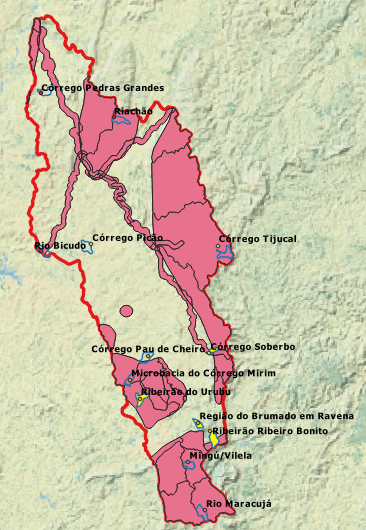 Córrego Pedras Grandes
Riachão
Córrego Picão
Córrego Tijucal
Rio Bicudo
Córrego Soberbo
Córrego Pau de Cheiro
Microbacia do Córrego Mirim
Ribeirão do Urubu
Região do Brumado em Ravena
Ribeirão Ribeiro Bonito
Mingú/Vilela
Rio Maracujá